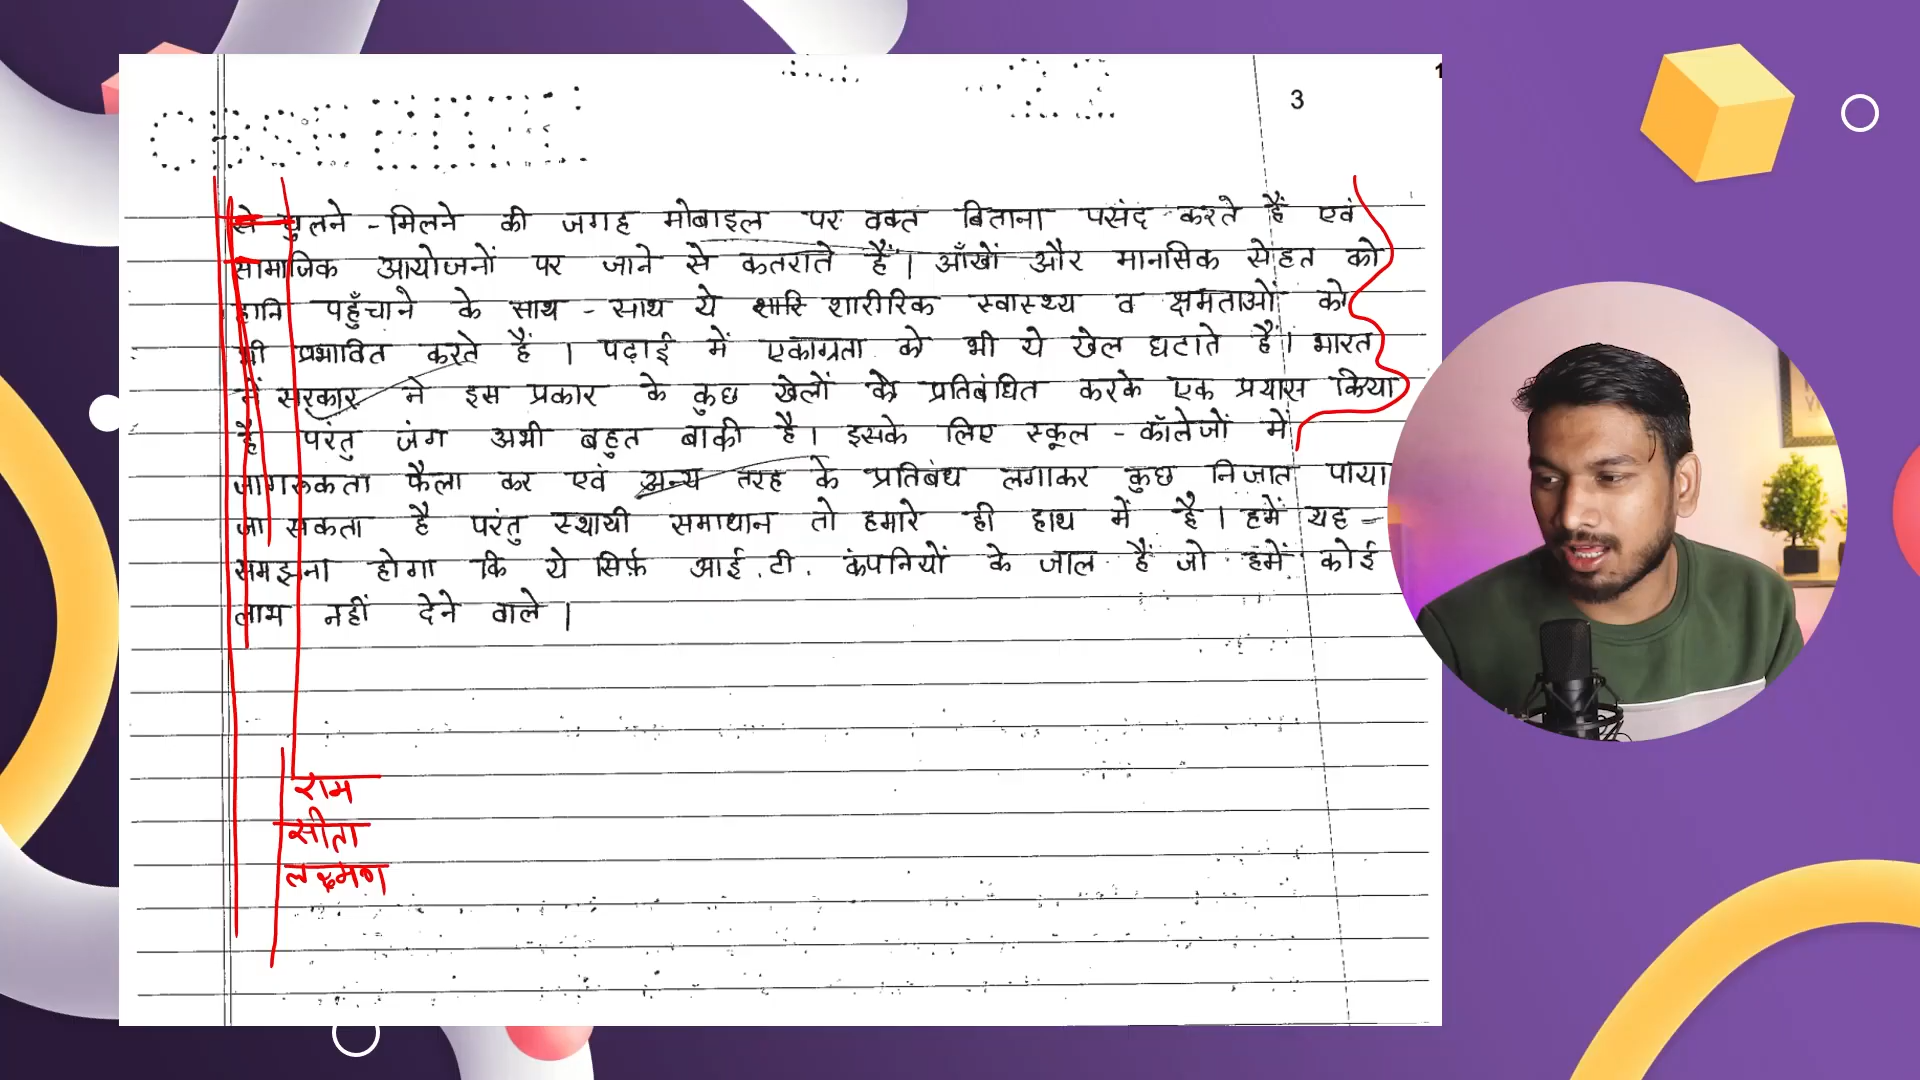 3
1
CBSE
से घुलने - मिलने की जगह मोबाइल पर वक्त बिताना पसंद करते हैं एवं
सामाजिक आयोजनों पर जाने से कतराते हैं। आँखों और मानसिक सेहत को
हानि पहुँचाने के साथ - साथ ये शारीरिक स्वास्थ्य व क्षमताओं को
भी प्रभावित करते हैं । पढ़ाई में एकाग्रता को भी ये खेल घटाते हैं। भारत
में सरकार ने इस प्रकार के कुछ खेलों को प्रतिबंधित करके एक प्रयास किया
है परंतु जंग अभी बहुत बाकी है। इसके लिए स्कूल - कॉलेजों में
जागरूकता फैला कर एवं अन्य तरह के प्रतिबंध लगाकर कुछ निजात पाया
जा सकता है परंतु स्थायी समाधान तो हमारे ही हाथ में है । हमें यह -
समझना होगा कि ये सिर्फ़ आई.टी. कंपनियों के जाल हैं जो हमें कोई
लाभ नहीं देने वाले ।
राम
सीता
लक्ष्मण